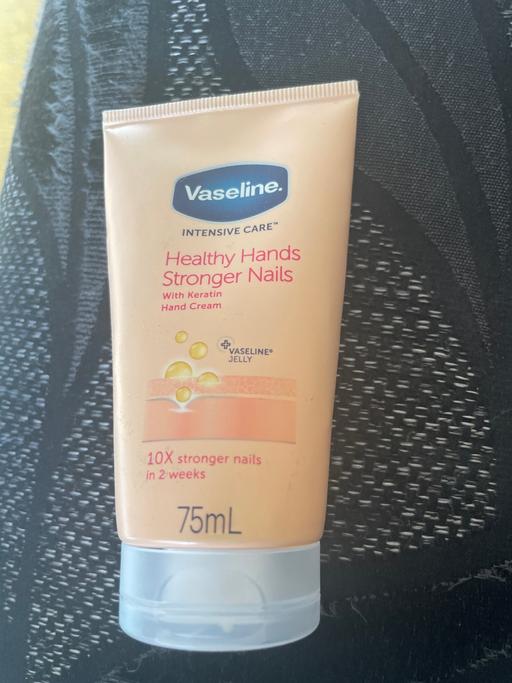 Vaseline.
INTENSIVE CARE™
Healthy Hands
Stronger Nails
With Keratin
Hand Cream
VASELINE®
JELLY
10X stronger nails
in 2 weeks
75mL